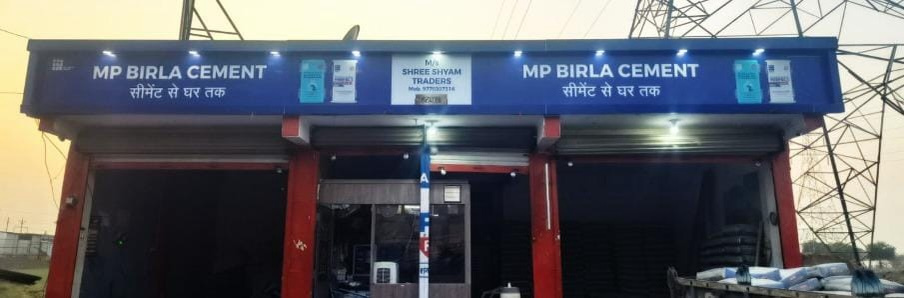 MP BIRLA CEMENT
सीमेंट से घर तक
M/s
SHREE SHYAM
TRADERS
MP BIRLA CEMENT
सीमेंट से घर तक
A